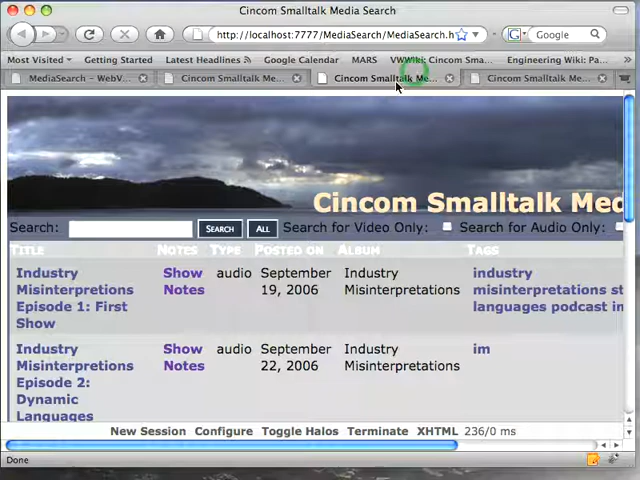 Cincom Smalltalk Media Search
http://localhost:7777/MediaSearch/MediaSearch.h
Google
Most Visited
Getting Started
Latest Headlines
Google Calendar
MARS
VWWiki: Cincom Sma...
Engineering Wiki: Pa...
MediaSearch – WebV...
Cincom Smalltalk Me...
Cincom Smalltalk Me...
Cincom Smalltalk Me...
Cincom Smalltalk Med
Search:
Search
All
Search for Video Only:
Search for Audio Only:
Title Notes Type Posted on Album Tags
Industry Misinterpretations Episode 1: First Show
Show Notes
audio
September 19, 2006
Industry Misinterpretations
industry
misinterpretations st
languages podcast in
Industry Misinterpretations Episode 2: Dynamic Languages
Show Notes
audio
September 22, 2006
Industry Misinterpretations
im
New Session Configure Toggle Halos Terminate XHTML 236/0 ms
Done